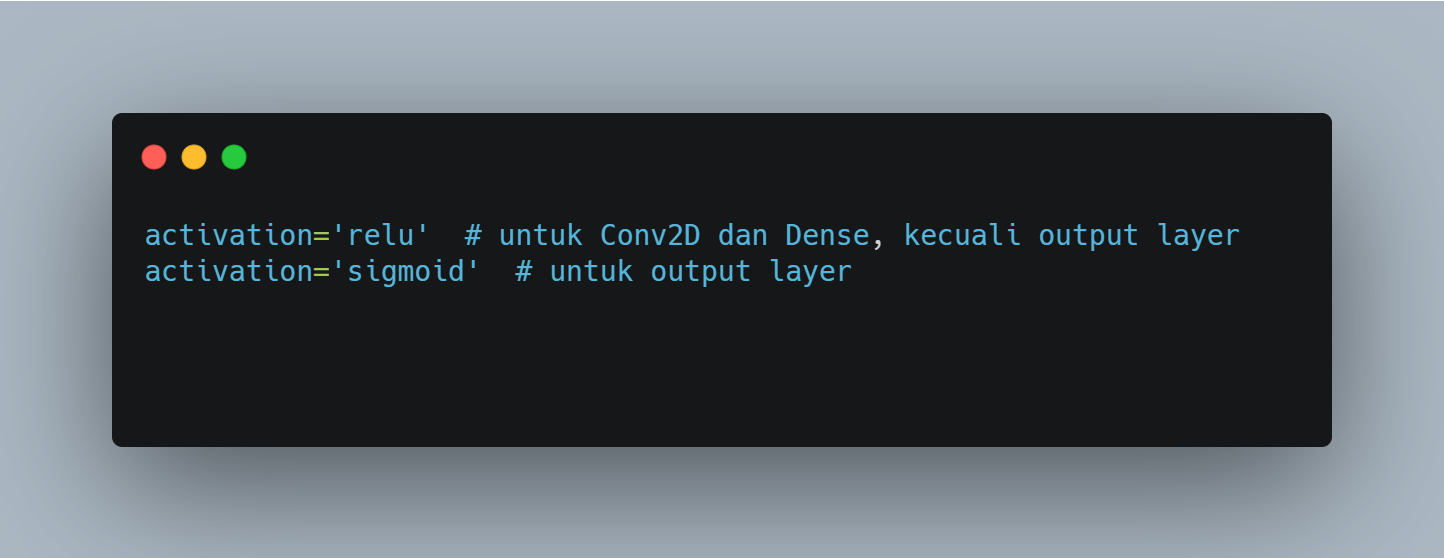 activation='relu'  # untuk Conv2D dan Dense, kecuali output layer
activation='sigmoid'  # untuk output layer